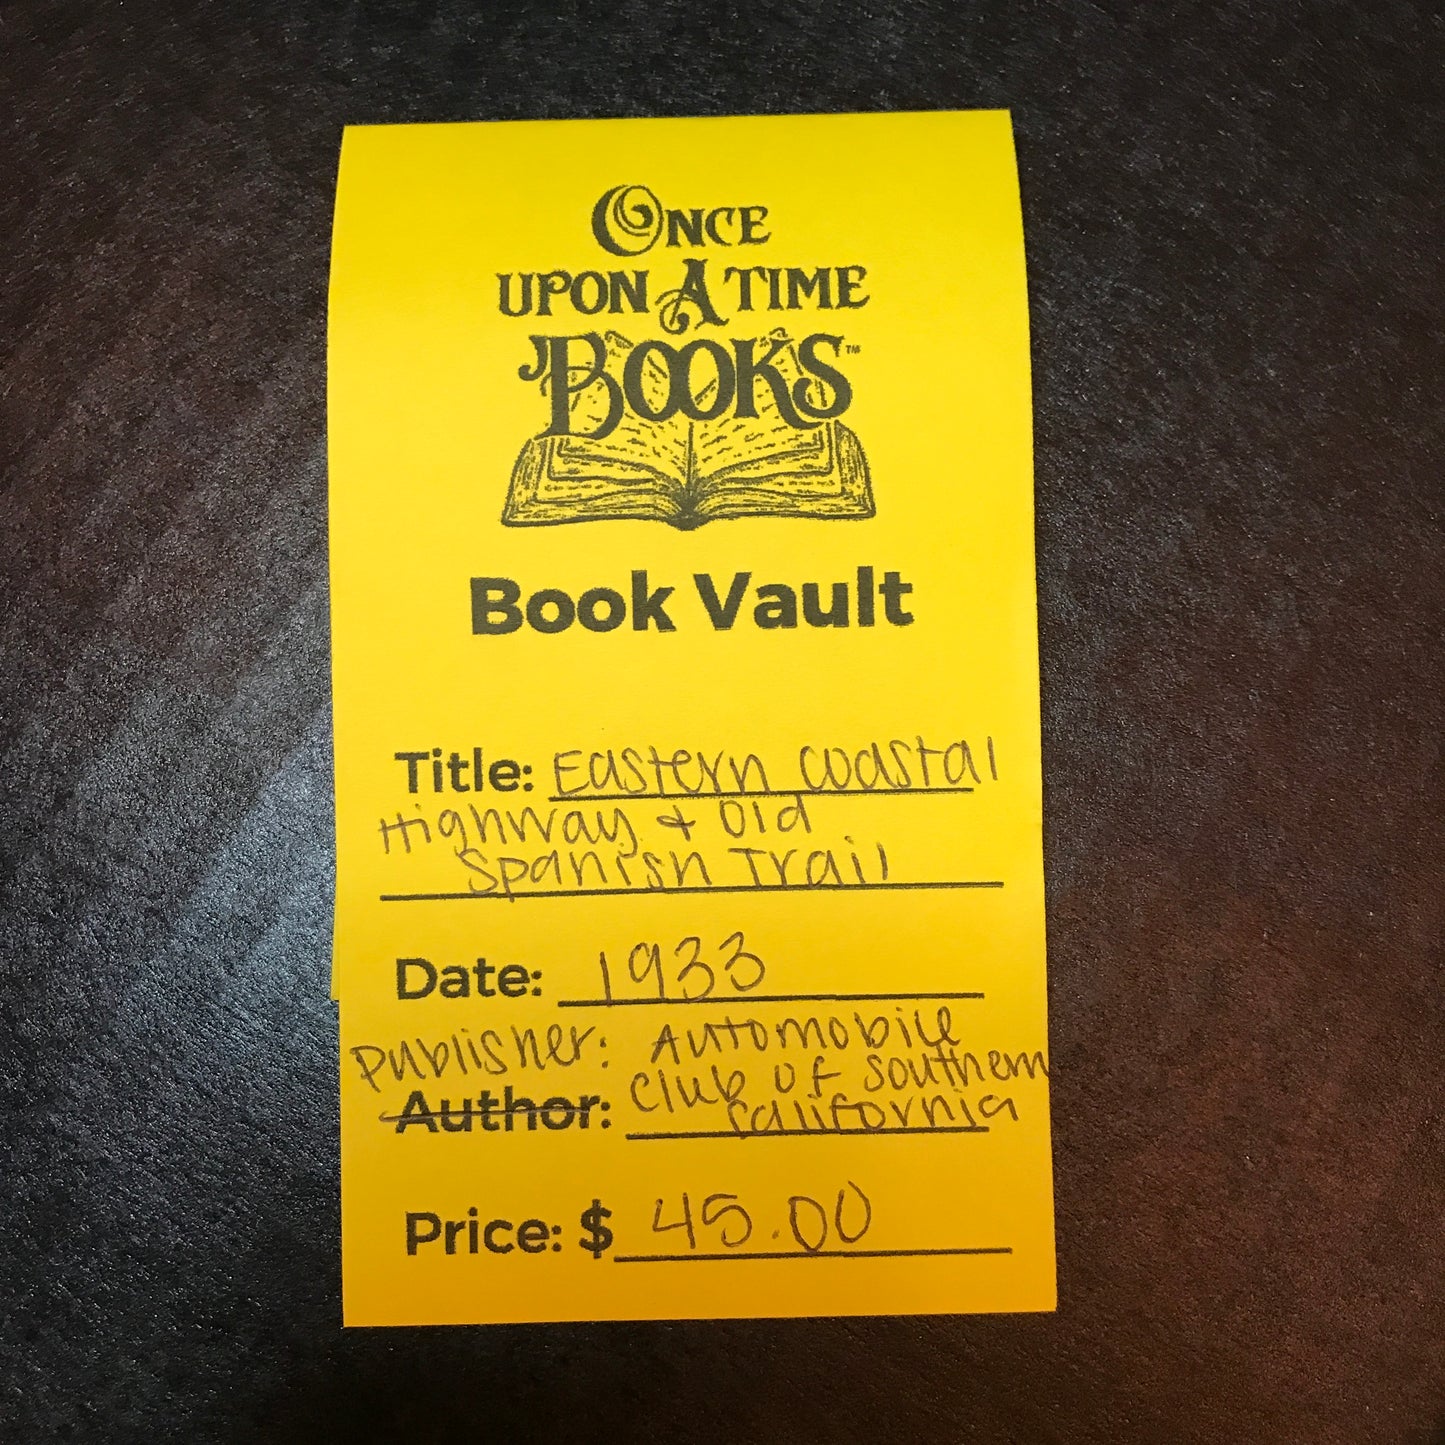 ONCE
UPON A TIME
BOOKS™
Book Vault
Title: Eastern Coastal
Highway & Old
Spanish Trail
Date: 1933
Publisher: Automobile
Author: Club of Southern
California
Price: $ 45.00